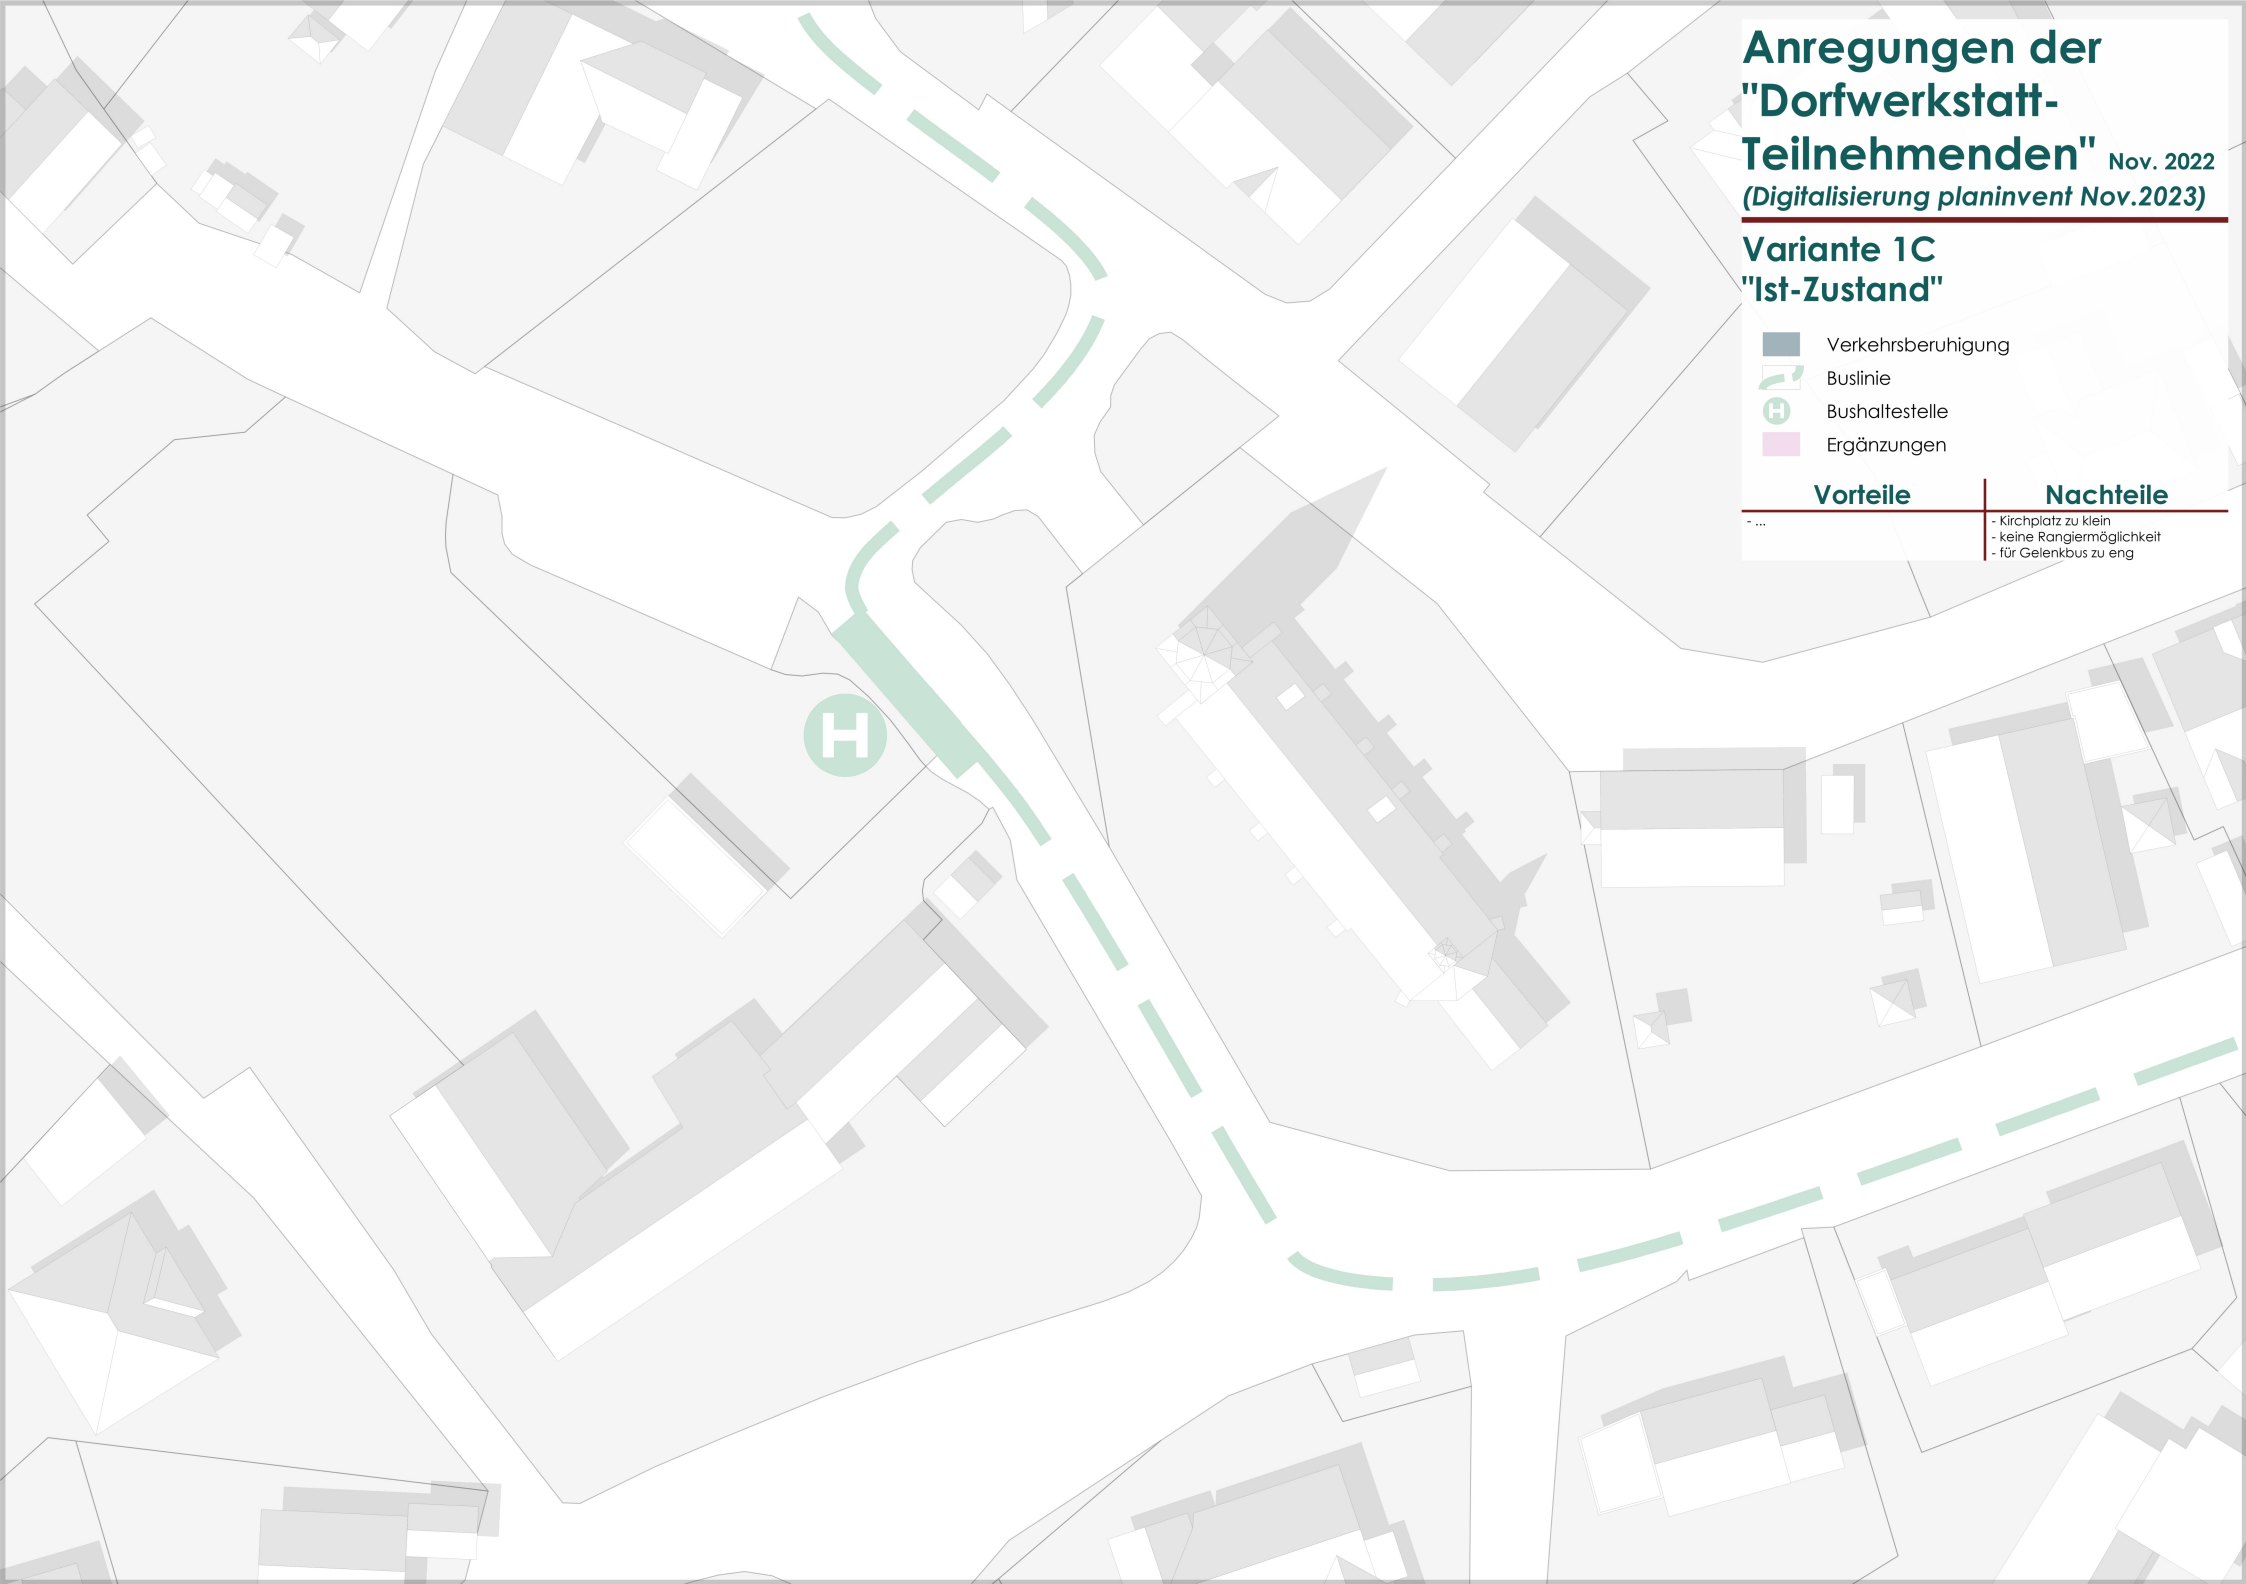 Anregungen der
"Dorfwerkstatt-
Teilnehmenden" Nov. 2022
(Digitalisierung planinvent Nov.2023)
Variante 1C
"Ist-Zustand"
Verkehrsberuhigung
Buslinie
H Bushaltestelle
Ergänzungen
Vorteile
- ...
Nachteile
- Kirchplatz zu klein
- keine Rangiermöglichkeit
- für Gelenkbus zu eng
H